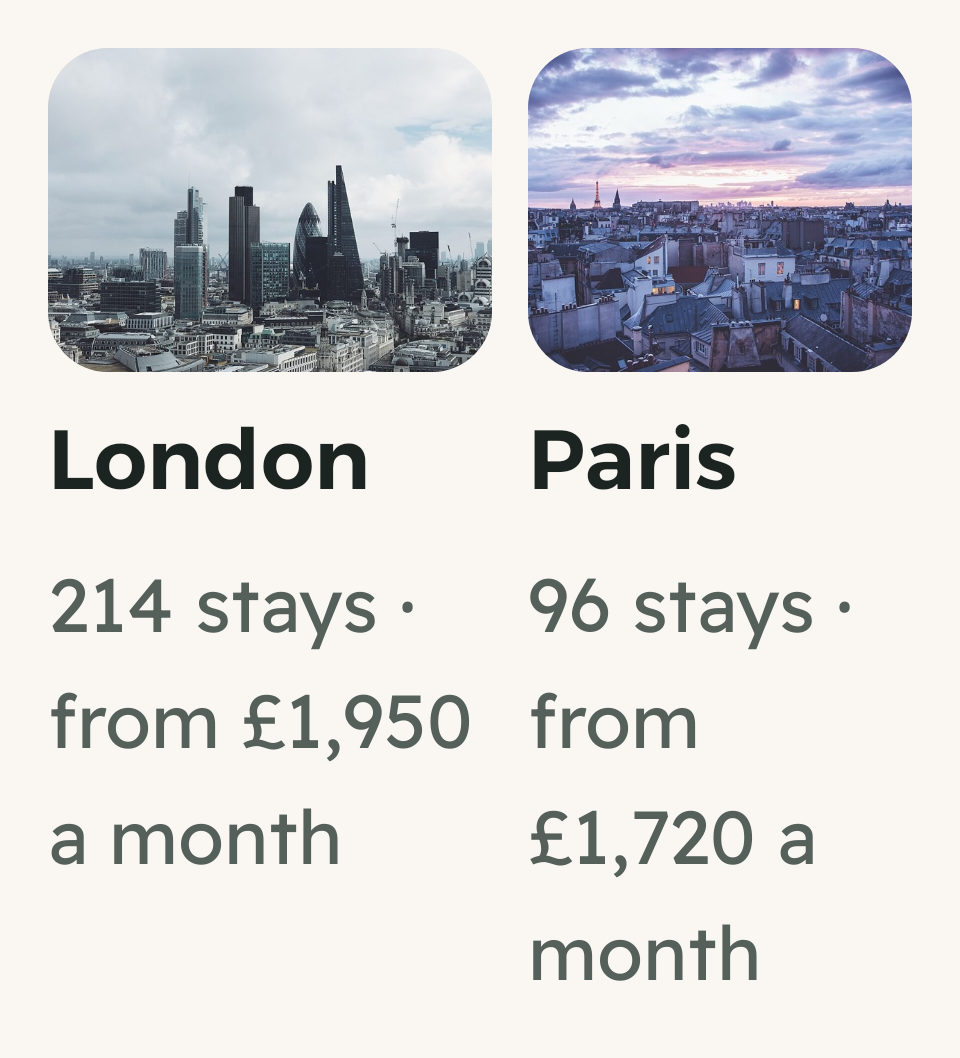 London
214 stays ·
from £1,950
a month
Paris
96 stays ·
from
£1,720 a
month